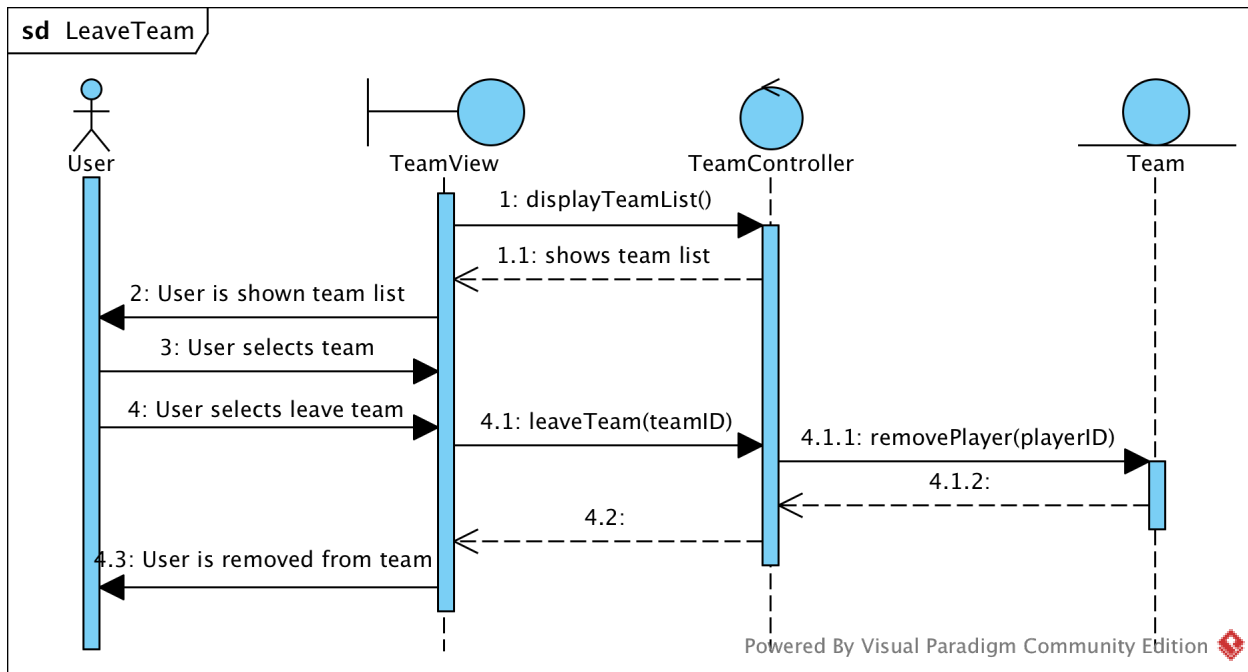 sd LeaveTeam
User
TeamView
TeamController
Team
1: displayTeamList()
1.1: shows team list
2: User is shown team list
3: User selects team
4: User selects leave team
4.1: leaveTeam(teamID)
4.1.1: removePlayer(playerID)
4.1.2:
4.2:
4.3: User is removed from team
Powered By Visual Paradigm Community Edition